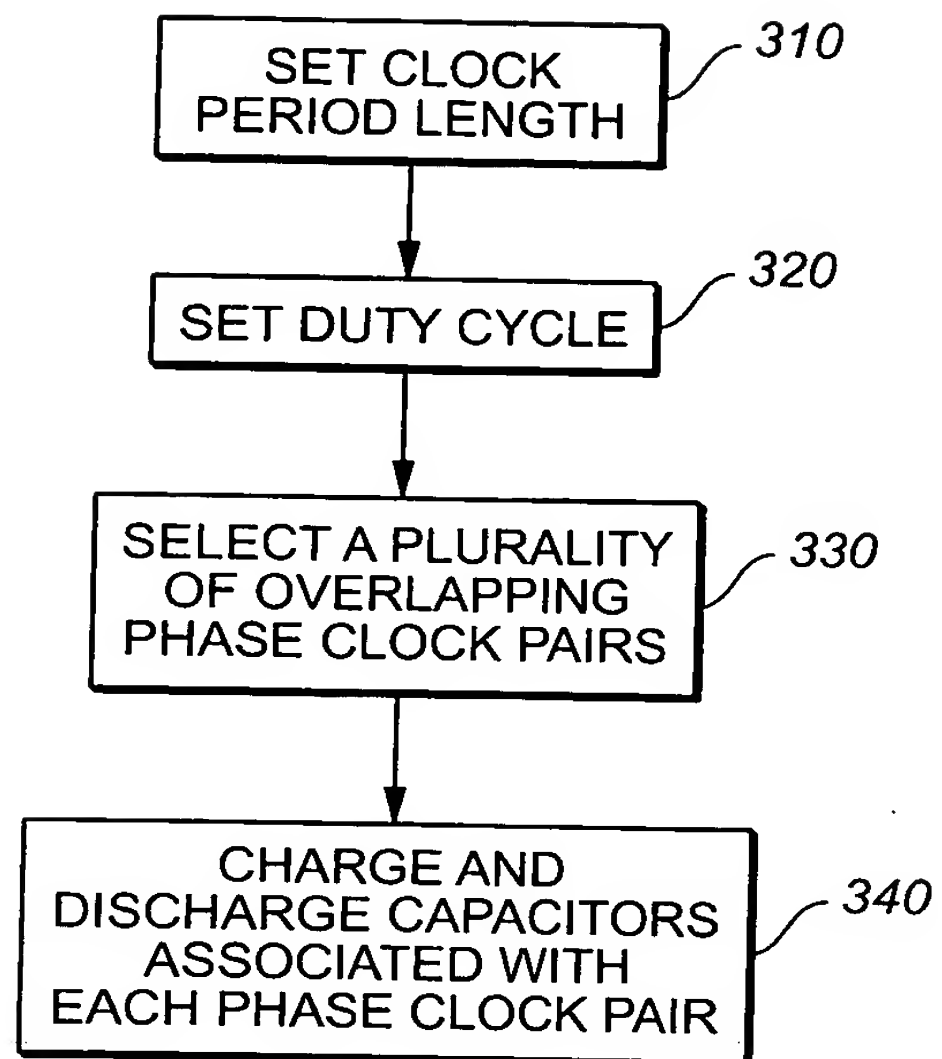 SET CLOCK
PERIOD LENGTH
310
SET DUTY CYCLE
320
SELECT A PLURALITY
OF OVERLAPPING
PHASE CLOCK PAIRS
330
CHARGE AND
DISCHARGE CAPACITORS
ASSOCIATED WITH
EACH PHASE CLOCK PAIR
340